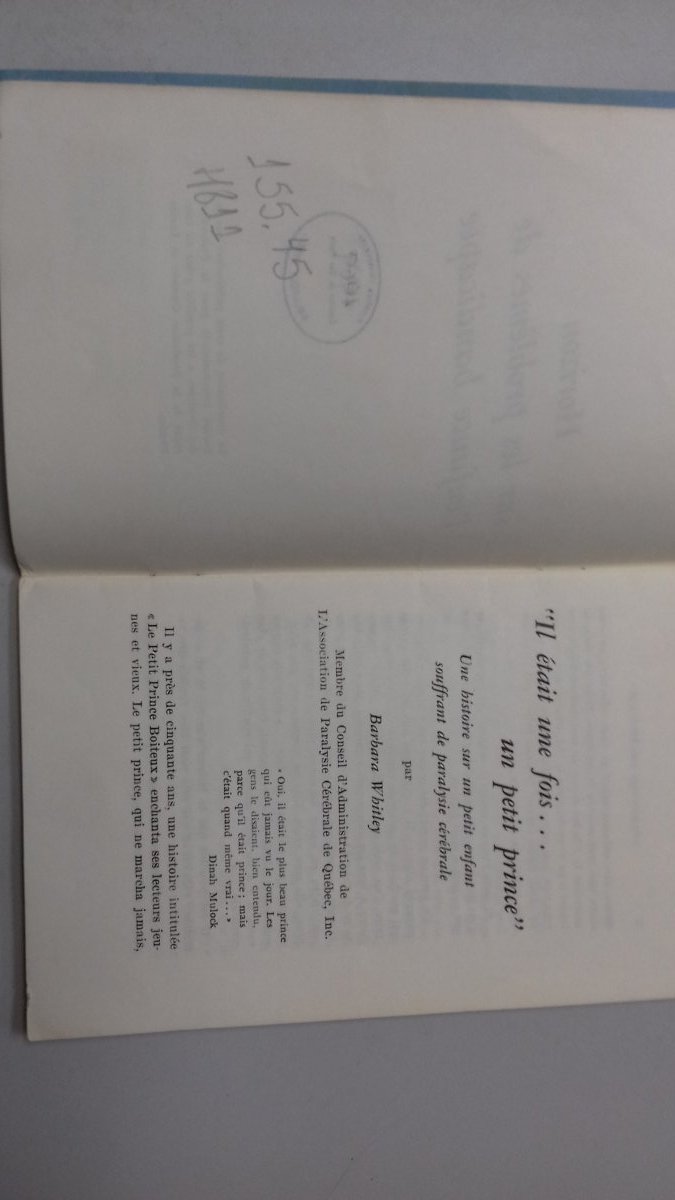 155.45
H812
"Il était une fois...
un petit prince"
Une histoire sur un petit enfant
souffrant de paralysie cérébrale
par
Barbara Whitley
Membre du Conseil d'Administration de
L'Association de Paralysie Cérébrale de Québec, Inc.
« Oui, il était le plus beau prince
qui eût jamais vu le jour. Les
gens le disaient, bien entendu,
parce qu'il était prince ; mais
c'était quand même vrai... »
Dinah Mulock
Il y a près de cinquante ans, une histoire intitulée
« Le Petit Prince Boiteux » enchanta ses lecteurs jeu-
nes et vieux. Le petit prince, qui ne marcha jamais,